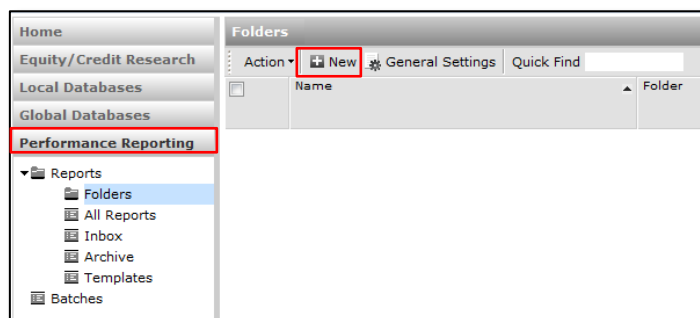 Home
Equity/Credit Research
Local Databases
Global Databases
Performance Reporting
Reports
Folders
All Reports
Inbox
Archive
Templates
Batches
Folders
Action New General Settings Quick Find
Name Folder